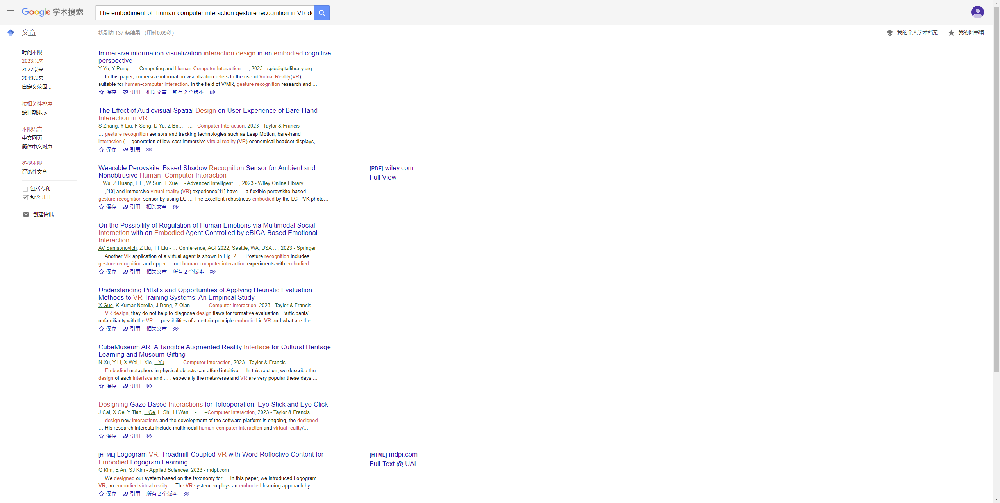 Google 学术搜索
The embodiment of  human-computer interaction gesture recognition in VR d
文章
找到约 137 条结果 （用时0.09秒）
我的个人学术档案
我的图书馆
时间不限
2023以来
2022以来
2019以来
自定义范围...
按相关性排序
按日期排序
不限语言
中文网页
简体中文网页
类型不限
评论性文章
包括专利
包含引用
创建快讯
Immersive information visualization interaction design in an embodied cognitive
perspective
Y Yu, Y Peng - … Computing and Human-Computer Interaction …, 2023 - spiedigitallibrary.org
… In this paper, immersive information visualization refers to the use of Virtual Reality(VR), …
suitable for human-computer interaction. In the field of V/MR, gesture recognition research and …
保存 引用 相关文章 所有 2 个版本
The Effect of Audiovisual Spatial Design on User Experience of Bare-Hand
Interaction in VR
S Zhang, Y Liu, F Song, D Yu, Z Bo… - … –Computer Interaction, 2023 - Taylor & Francis
… gesture recognition sensors and tracking technologies such as Leap Motion, bare-hand
interaction (… generation of low-cost immersive virtual reality (VR) economical headset displays, …
保存 引用
Wearable Perovskite-Based Shadow Recognition Sensor for Ambient and
Nonobtrusive Human–Computer Interaction
T Wu, Z Huang, L Li, W Sun, T Xue… - Advanced Intelligent …, 2023 - Wiley Online Library
… ,[10] and immersive virtual reality (VR) experience[11] have … a flexible perovskite-based
gesture recognition sensor by using LC … The excellent robustness embodied by the LC-PVK photo…
保存 引用 相关文章
[PDF] wiley.com
Full View
On the Possibility of Regulation of Human Emotions via Multimodal Social
Interaction with an Embodied Agent Controlled by eBICA-Based Emotional
Interaction …
AV Samsonovich, Z Liu, TT Liu - … Conference, AGI 2022, Seattle, WA, USA …, 2023 - Springer
… Another VR application of a virtual agent is shown in Fig. 2. … Posture recognition includes
gesture recognition and upper … out human-computer interaction experiments with embodied …
保存 引用 相关文章 所有 2 个版本
Understanding Pitfalls and Opportunities of Applying Heuristic Evaluation
Methods to VR Training Systems: An Empirical Study
X Guo, K Kumar Nerella, J Dong, Z Qian… - … –Computer Interaction, 2023 - Taylor & Francis
… VR design, they do not help to diagnose design flaws for formative evaluation. Participants’
unfamiliarity with the VR … possibilities of a certain principle embodied in VR and what are the …
保存 引用 相关文章
CubeMuseum AR: A Tangible Augmented Reality Interface for Cultural Heritage
Learning and Museum Gifting
N Xu, Y Li, X Wei, L Xie, L Yu… - … –Computer Interaction, 2023 - Taylor & Francis
… Embodied metaphors in physical objects can afford intuitive … In this section, we describe the
design of each interface and … , especially the metaverse and VR are very popular these days …
保存 引用
Designing Gaze-Based Interactions for Teleoperation: Eye Stick and Eye Click
J Cai, X Ge, Y Tian, L Ge, H Shi, H Wan… - … –Computer Interaction, 2023 - Taylor & Francis
… design new interactions and the development of the software platform is ongoing, the designed
… His research interests include multimodal human-computer interaction and virtual reality/…
保存 引用
[HTML] Logogram VR: Treadmill-Coupled VR with Word Reflective Content for
Embodied Logogram Learning
G Kim, E An, SJ Kim - Applied Sciences, 2023 - mdpi.com
… We designed our system based on the taxonomy for … In this paper, we introduced Logogram
VR, an embodied virtual reality … The VR system employs an embodied learning approach by …
保存 引用 所有 2 个版本
[HTML] mdpi.com
Full-Text @ UAL